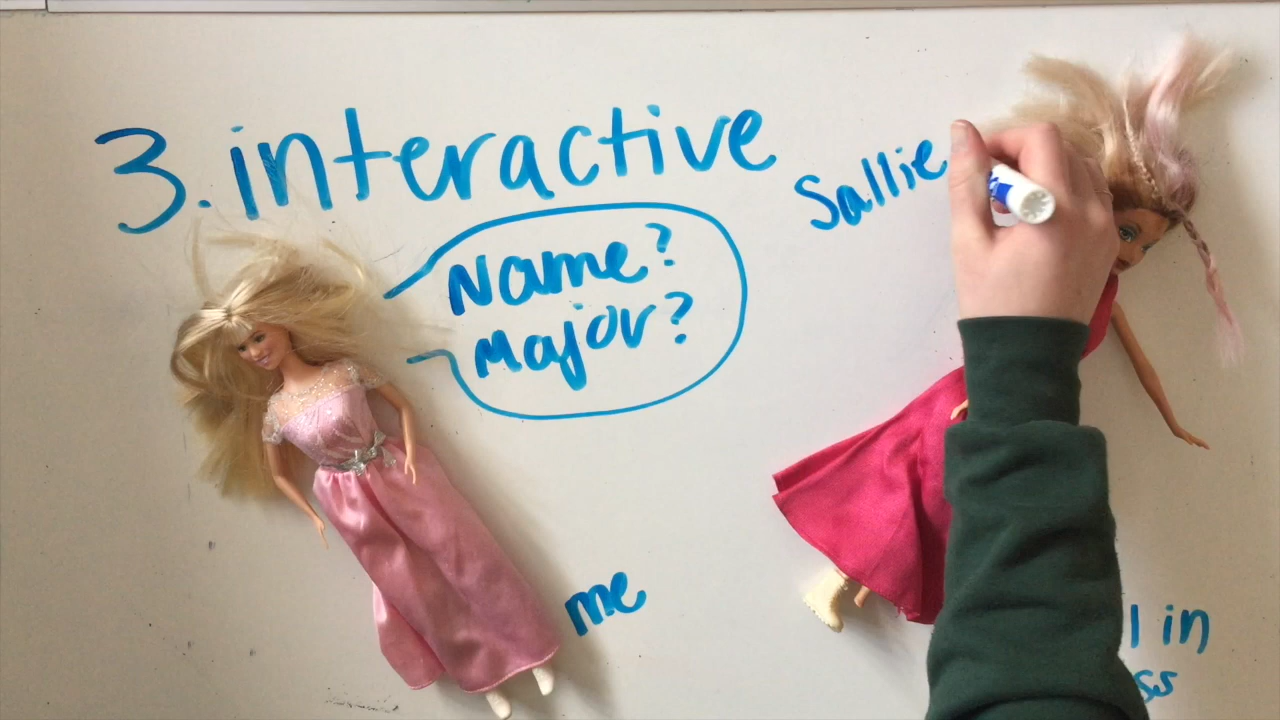 3. interactive
Sallie
Name?
Major?
me
in